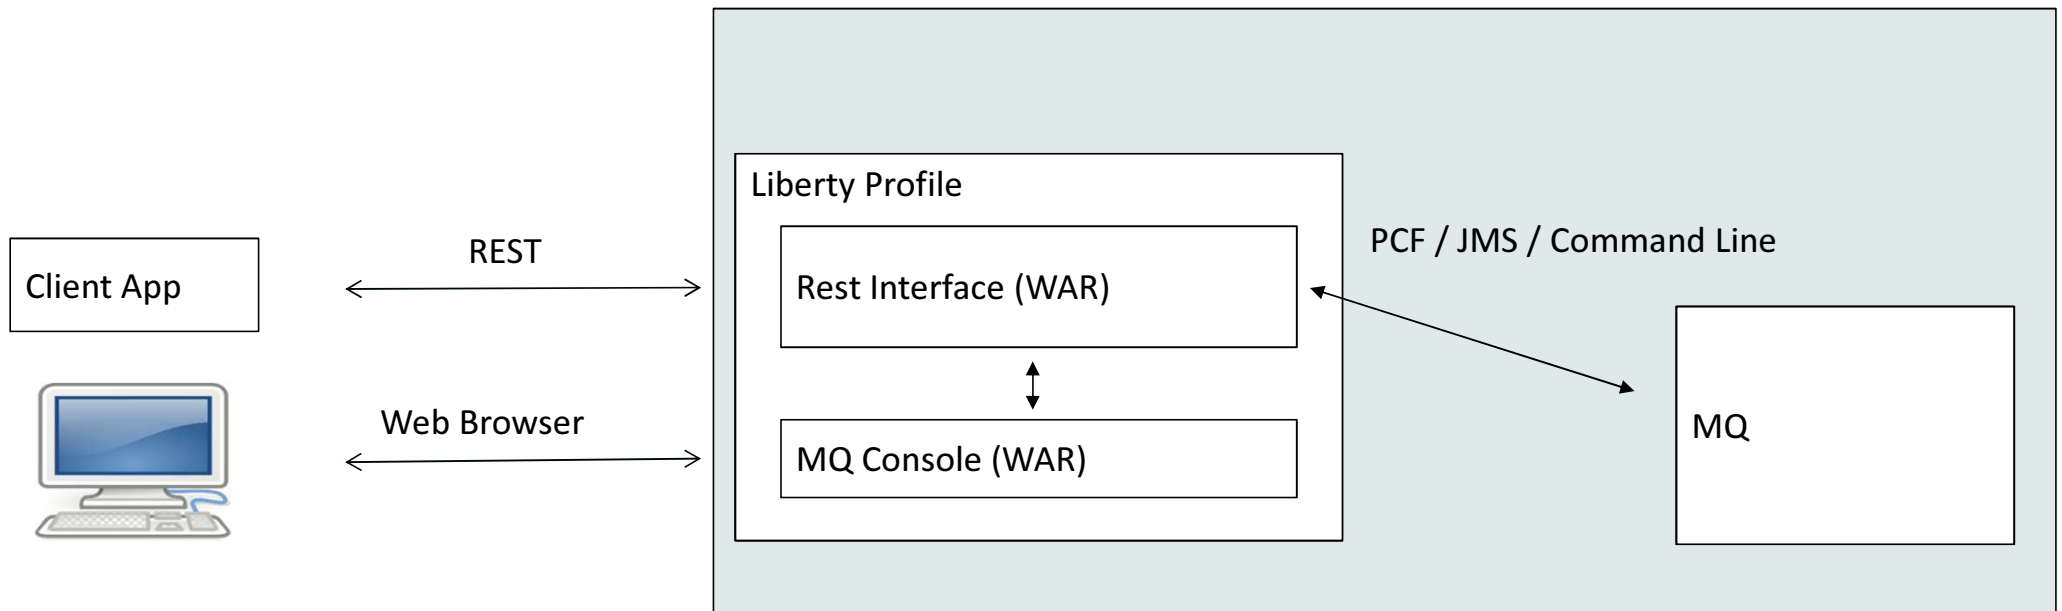 Liberty Profile
PCF / JMS / Command Line
REST
Client App
Rest Interface (WAR)
Web Browser
MQ
MQ Console (WAR)